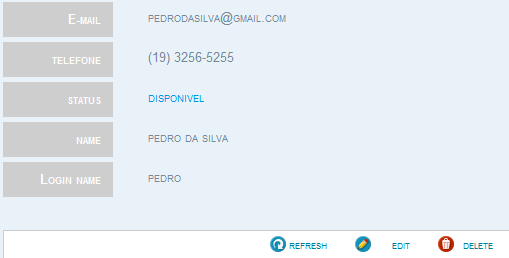 E-mail pedrodasilva@gmail.com
telefone (19) 3256-5255
status disponivel
name pedro da silva
Login name pedro
refresh edit delete